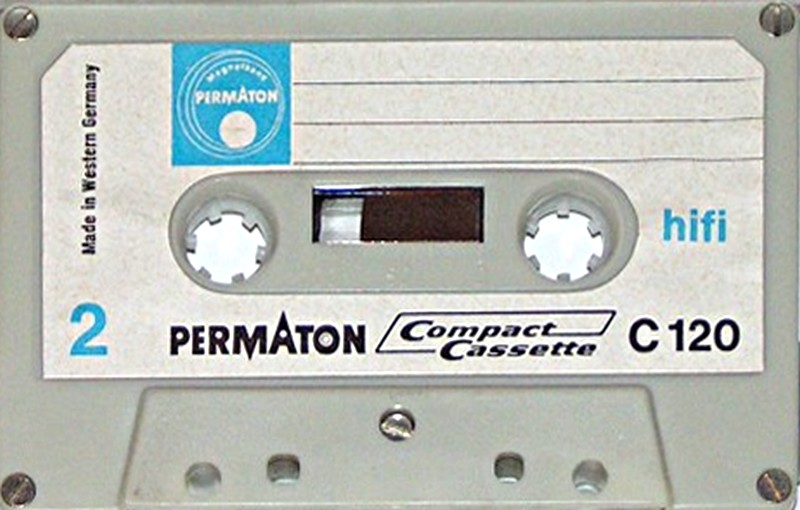 Made in Western Germany
Magnetband
PERMATON
hifi
2
PERMATON Compact Cassette C 120